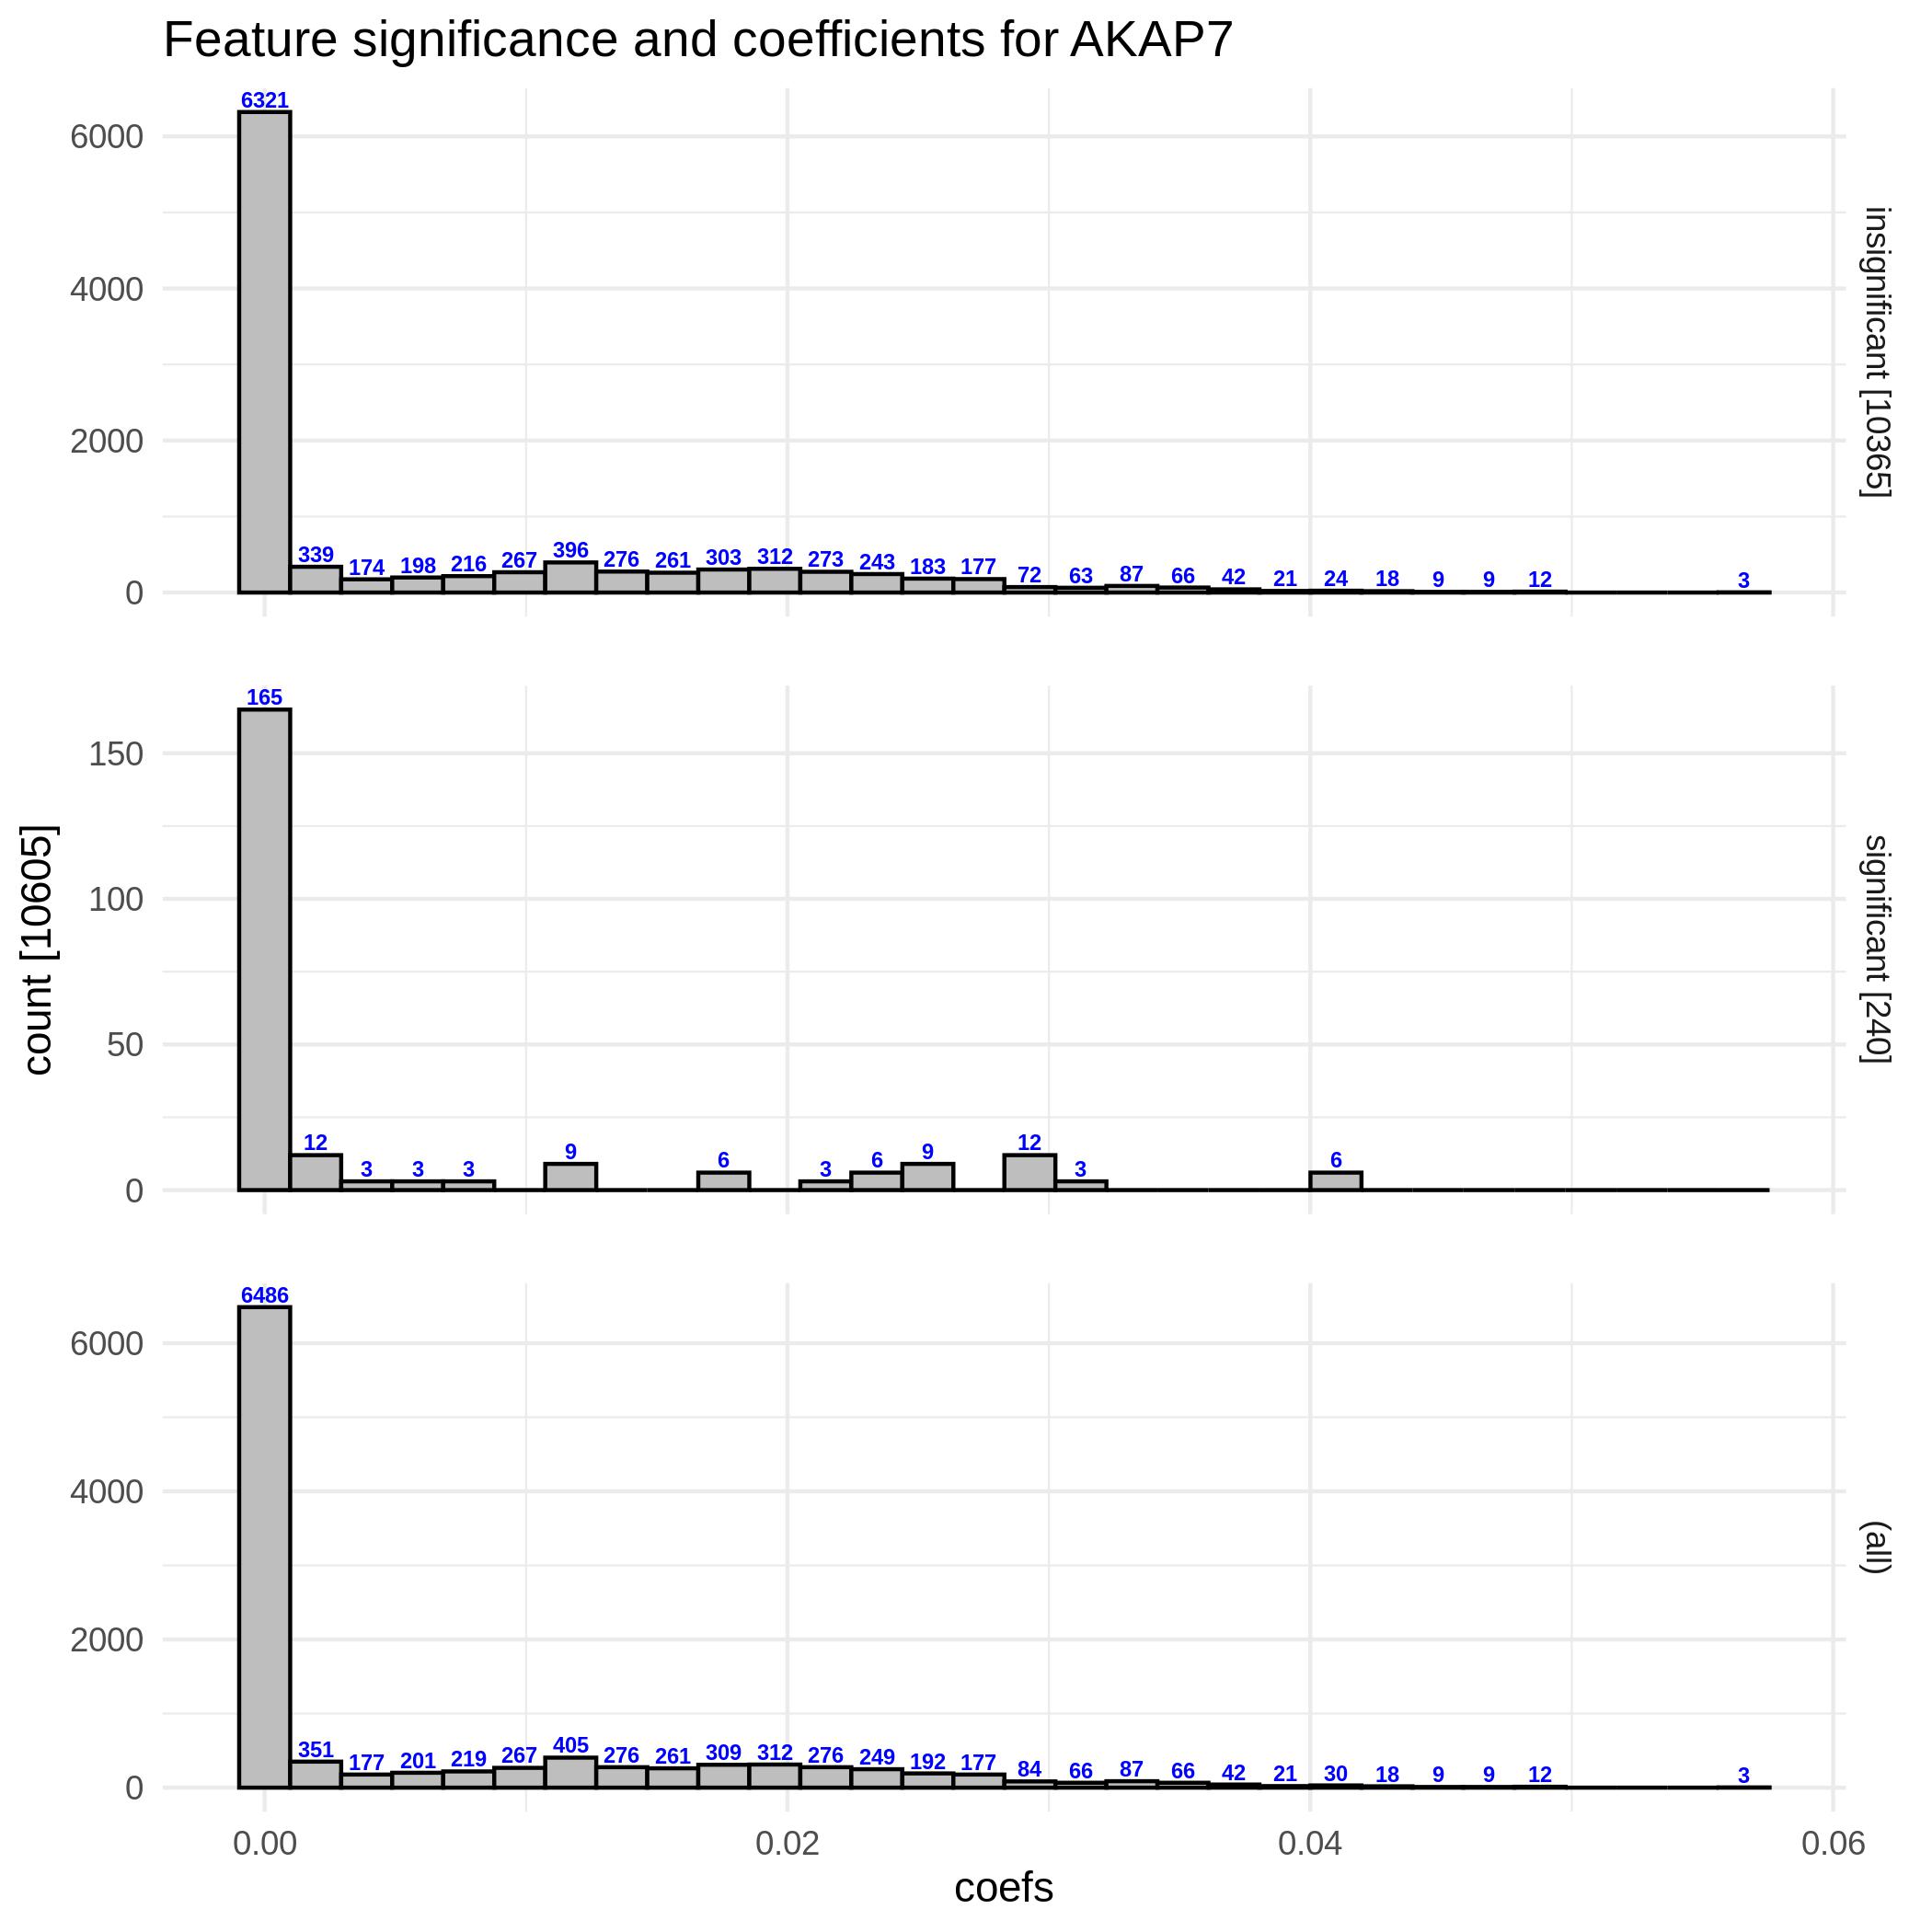 Feature significance and coefficients for AKAP7
6321
339 174 198 216 267 396 276 261 303 312 273 243 183 177 72 63 87 66 42 21 24 18 9 9 12 3
6000
4000
2000
0
insignificant [10365]
165
12 3 3 3 9 6 3 6 9 12 3 6
150
100
50
0
significant [240]
count [10605]
6486
351 177 201 219 267 405 276 261 309 312 276 249 192 177 84 66 87 66 42 21 30 18 9 9 12 3
6000
4000
2000
0
(all)
0.00 0.02 0.04 0.06
coefs